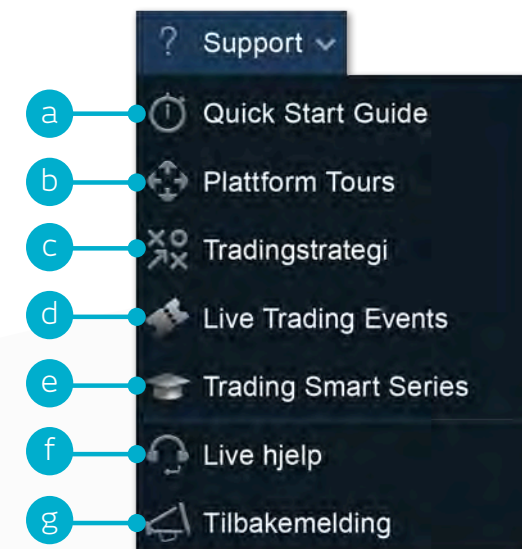 ? Support
a Quick Start Guide
b Plattform Tours
c Tradingstrategi
d Live Trading Events
e Trading Smart Series
f Live hjelp
g Tilbakemelding